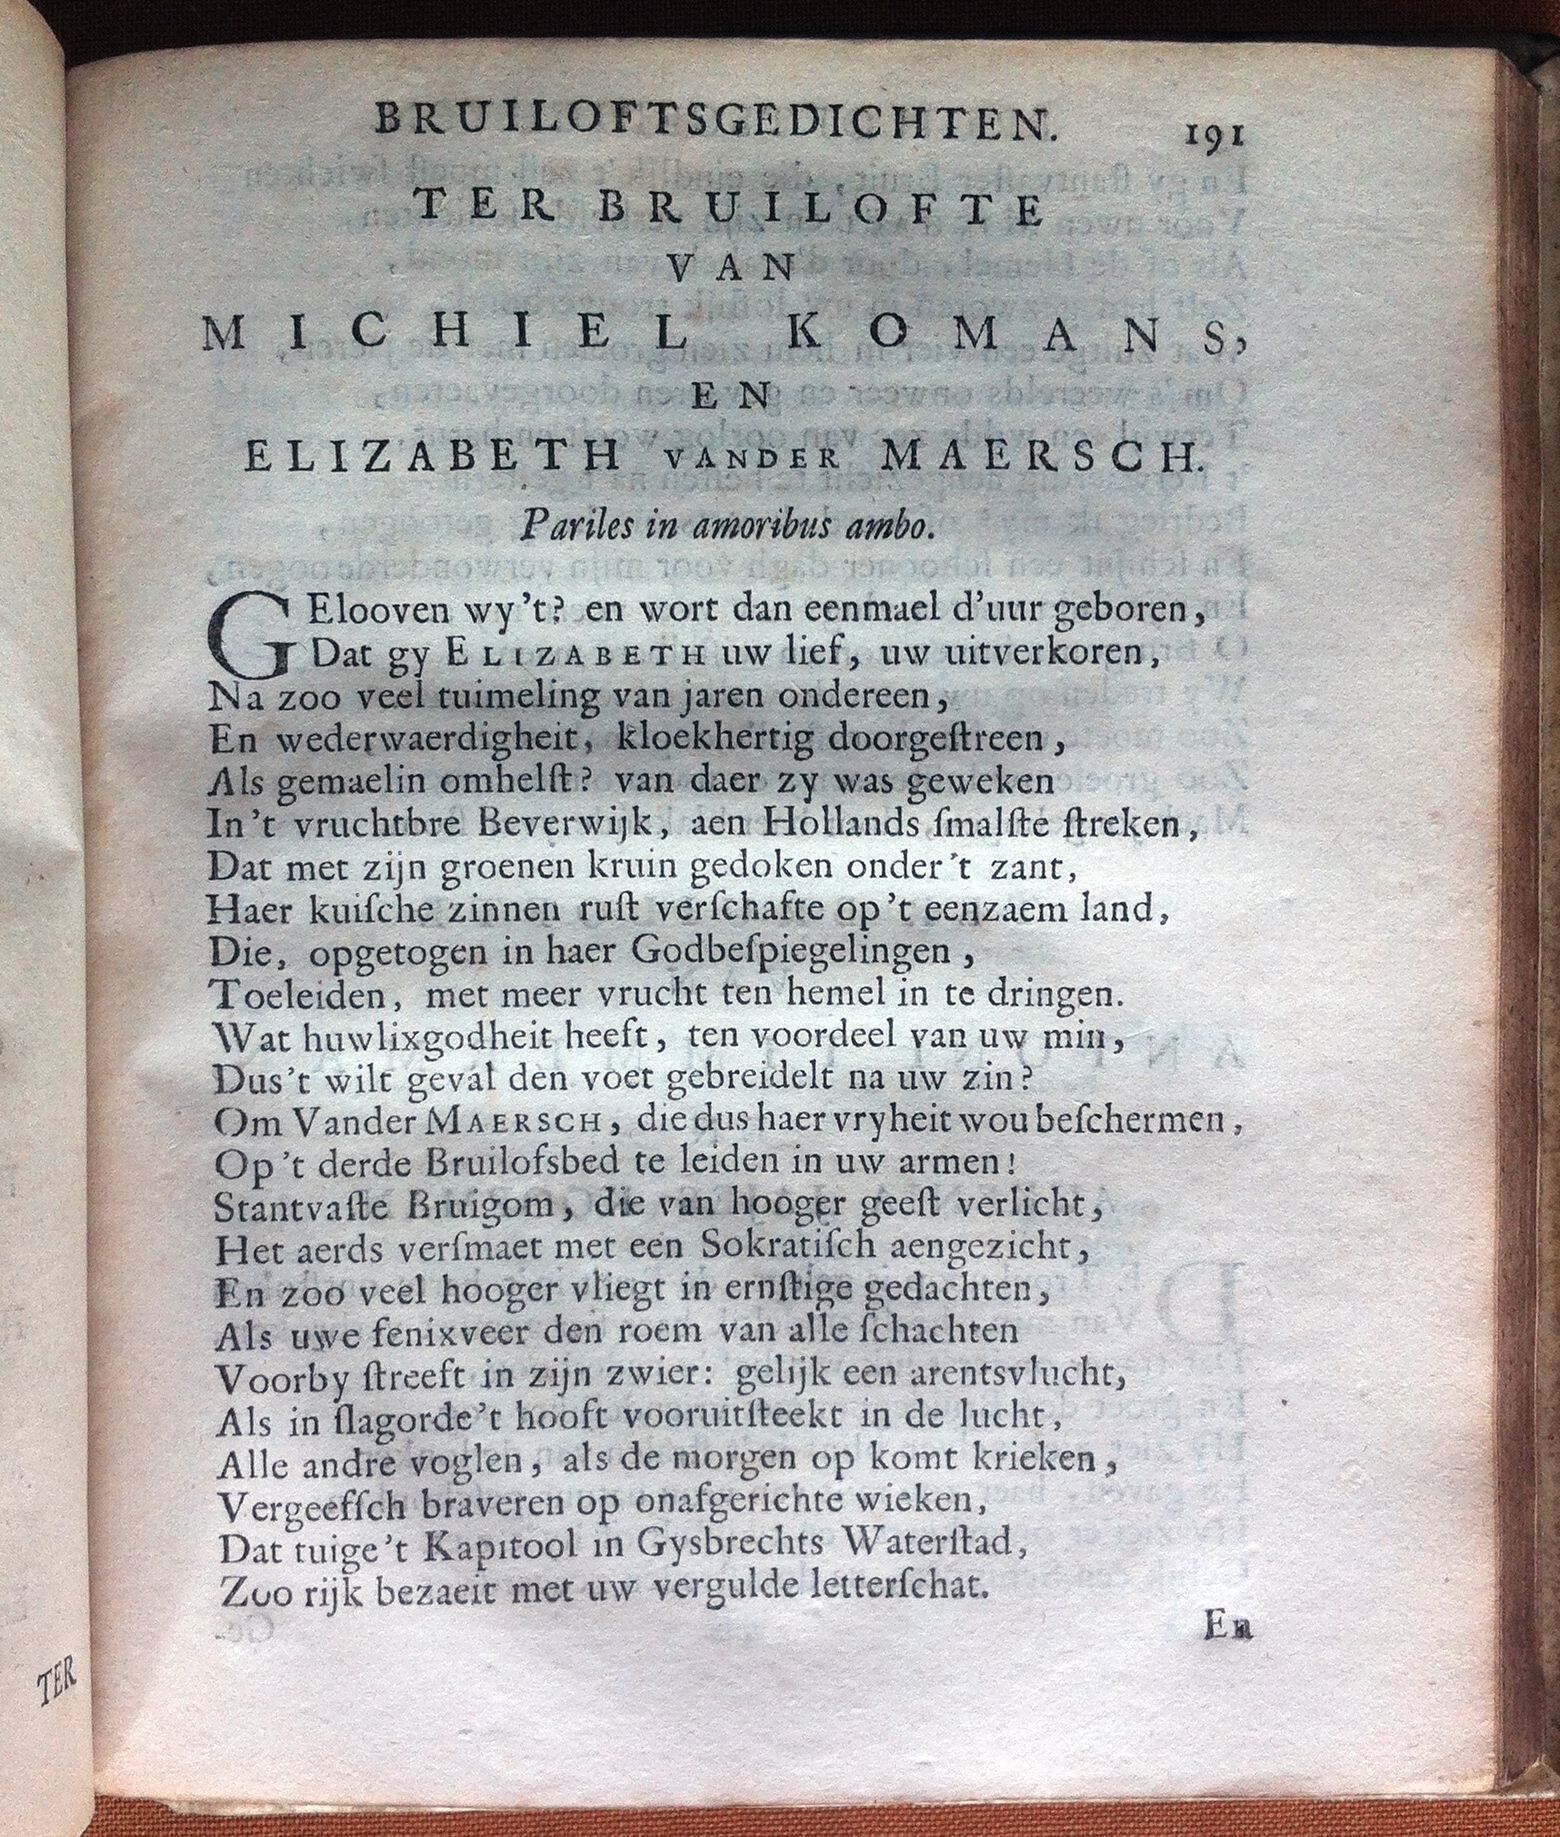 BRUILOFTSGEDICHTEN. 191
TER BRUILOFTE
VAN
MICHIEL KOMANS,
EN
ELIZABETH VANDER MAERSCH.
Pariles in amoribus ambo.
GElooven wy't? en wort dan eenmael d'uur geboren,
Dat gy ELIZABETH uw lief, uw uitverkoren,
Na zoo veel tuimeling van jaren ondereen,
En wederwaerdigheit, kloekhertig doorgeſtreen,
Als gemaelin omhelſt? van daer zy was geweken
In't vruchtbre Beverwijk, aen Hollands ſmalſte ſtreken,
Dat met zijn groenen kruin gedoken onder't zant,
Haer kuiſche zinnen ruſt verſchafte op't eenzaem land,
Die, opgetogen in haer Godbeſpiegelingen,
Toeleiden, met meer vrucht ten hemel in te dringen.
Wat huwlixgodheit heeft, ten voordeel van uw min,
Dus't wilt geval den voet gebreidelt na uw zin?
Om Vander MAERSCH, die dus haer vryheit wou beſchermen,
Op't derde Bruilofsbed te leiden in uw armen!
Stantvaſte Bruigom, die van hooger geeſt verlicht,
Het aerds verſmaet met een Sokratiſch aengezicht,
En zoo veel hooger vliegt in ernſtige gedachten,
Als uwe fenixveer den roem van alle ſchachten
Voorby ſtreeft in zijn zwier: gelijk een arentsvlucht,
Als in ſlagorde't hooft vooruitſteekt in de lucht,
Alle andre voglen, als de morgen op komt krieken,
Vergeefſch braveren op onafgerichte wieken,
Dat tuige't Kapitool in Gysbrechts Waterſtad,
Zoo rijk bezaeit met uw vergulde letterſchat.
En
TER